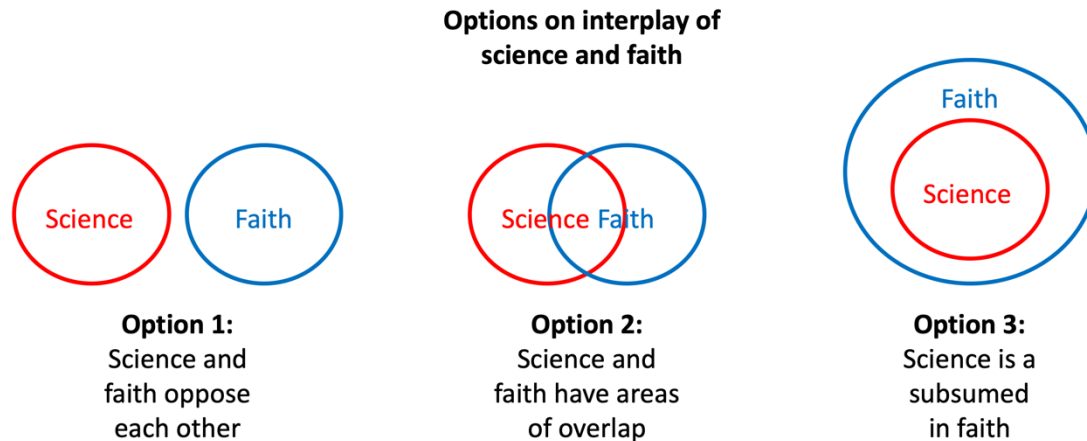 Options on interplay of
science and faith
Science
Faith
Science
Faith
Faith
Science
Option 1:
Science and
faith oppose
each other
Option 2:
Science and
faith have areas
of overlap
Option 3:
Science is a
subsumed
in faith